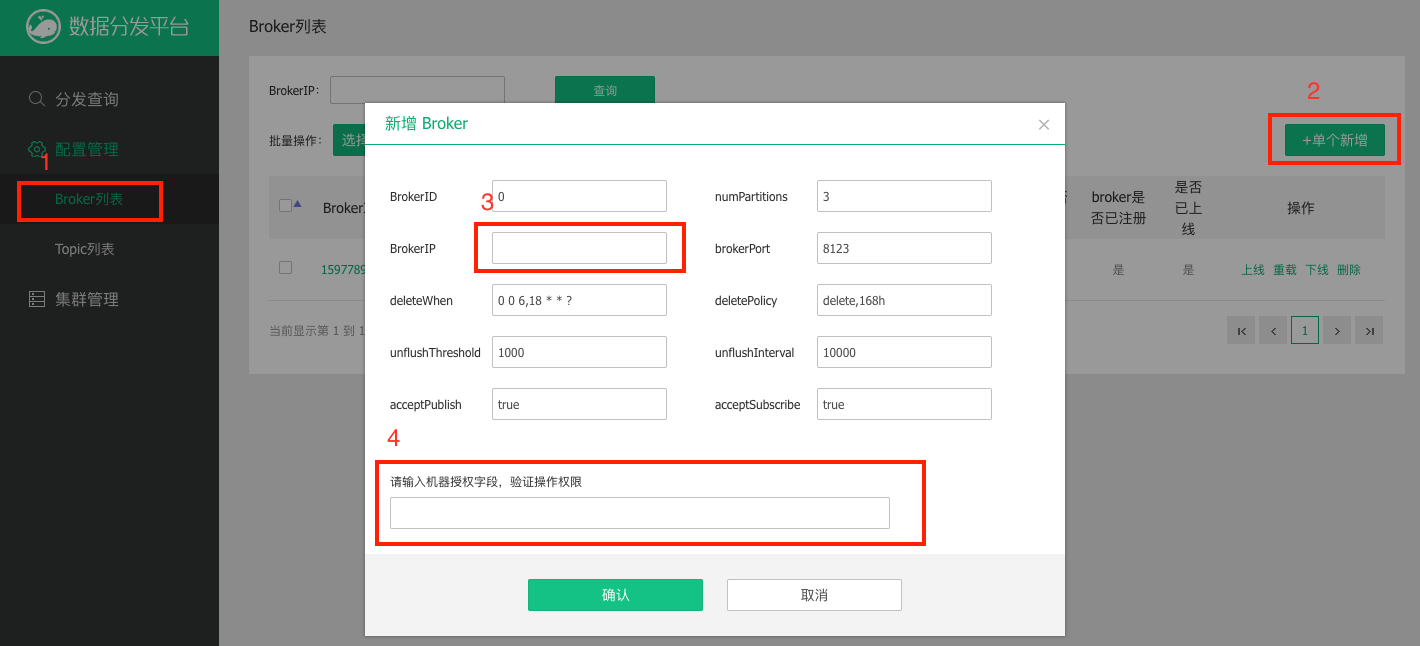 数据分发平台
Broker列表
分发查询
配置管理
1
Broker列表
Topic列表
集群管理
BrokerIP:
查询
2
批量操作:
选择
+单个新增
BrokerI
broker是否已注册
是否已上线
操作
1597789
是
是
上线 重载 下线 删除
当前显示第 1 到 1
1
新增 Broker
BrokerID
0
numPartitions
3
3
BrokerIP
brokerPort
8123
deleteWhen
0 0 6,18 * * ?
deletePolicy
delete,168h
unflushThreshold
1000
unflushInterval
10000
acceptPublish
true
acceptSubscribe
true
4
请输入机器授权字段，验证操作权限
确认
取消